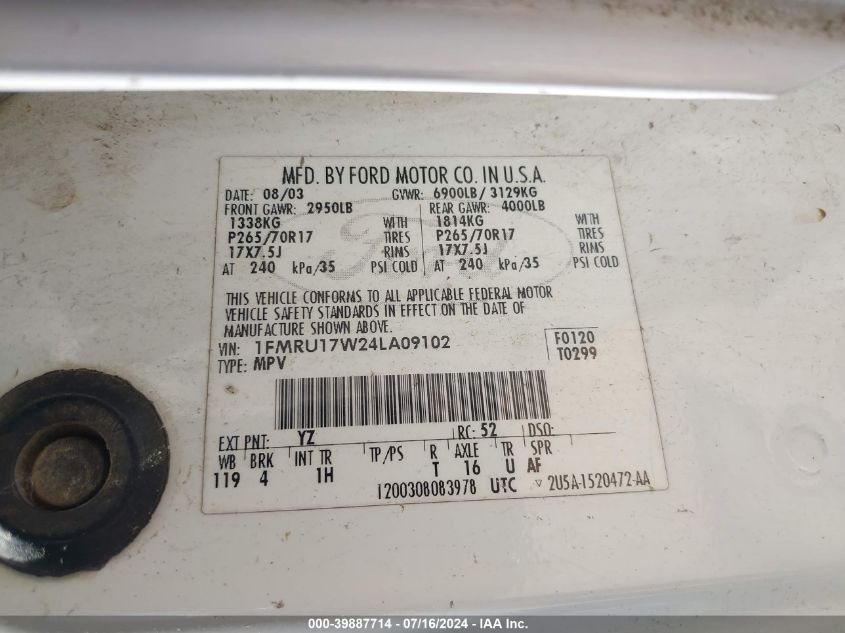 MFD. BY FORD MOTOR CO. IN U.S.A.
DATE: 08/03 GVWR: 6900LB/ 3129KG
FRONT GAWR: 2950LB REAR GAWR: 4000LB
1338KG WITH 1814KG WITH
P265/70R17 TIRES P265/70R17 TIRES
17X7.5J RIMS 17X7.5J RIMS
AT 240 kPa/35 PSI COLD AT 240 kPa/35 PSI COLD
THIS VEHICLE CONFORMS TO ALL APPLICABLE FEDERAL MOTOR
VEHICLE SAFETY STANDARDS IN EFFECT ON THE DATE OF
MANUFACTURE SHOWN ABOVE.
VIN: 1FMRU17W24LA09102 F0120
TYPE: MPV T0299
EXT PNT: YZ RC: 52 DSO:
WB BRK INT TR TP/PS R AXLE TR SPR
119 4 1H T 16 U AF
I200308083978 UTC ▽ 2U5A-1520472-AA
000-39887714 - 07/16/2024 - IAA Inc.